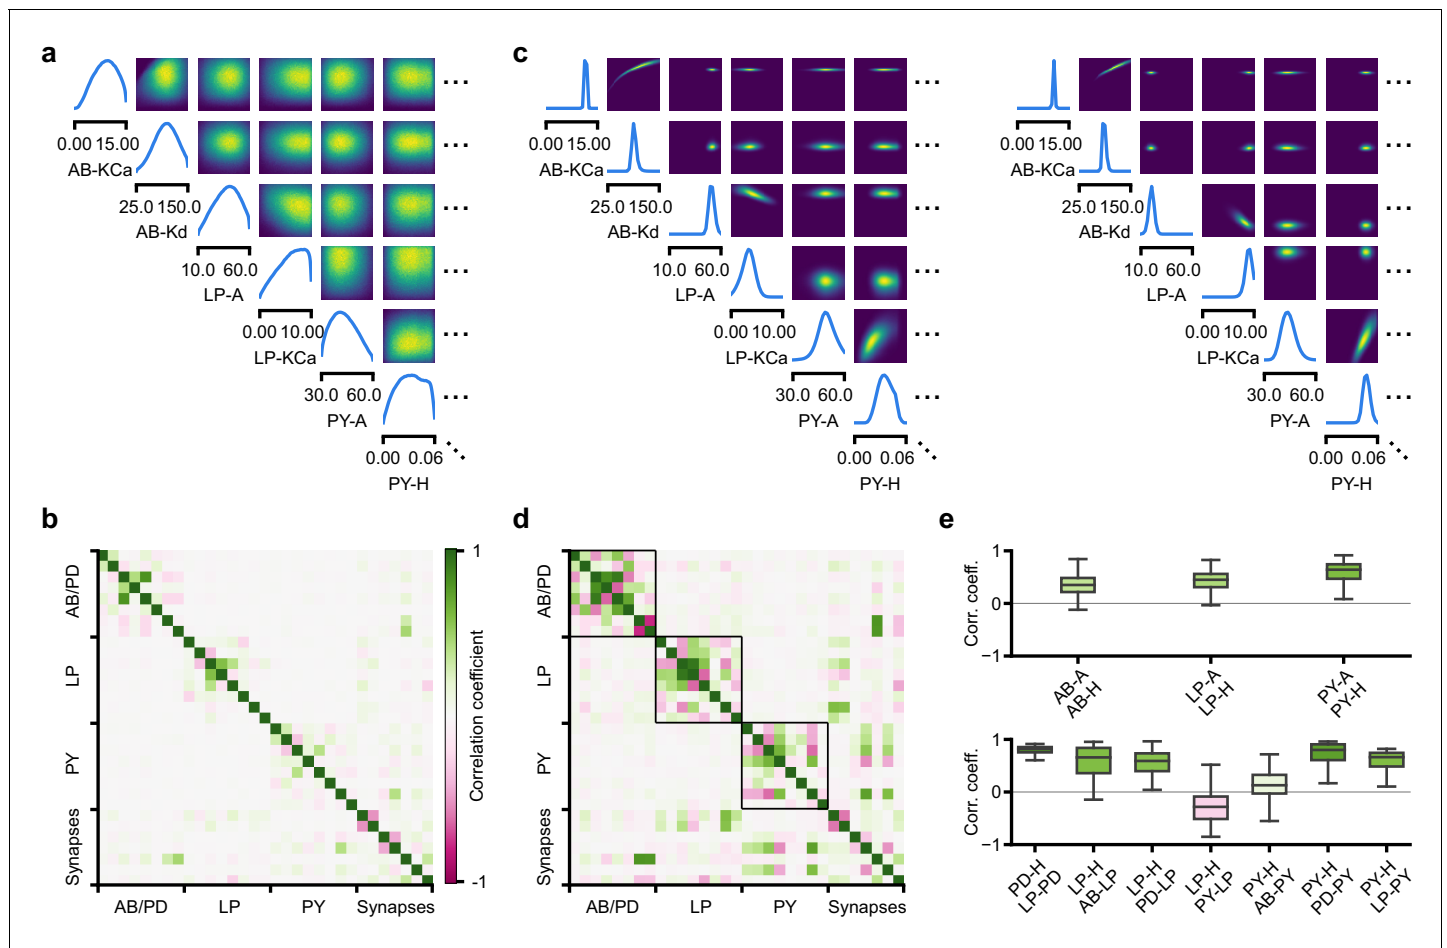 a
...
0.00 15.00
AB-KCa
...
25.0 150.0
AB-Kd
...
10.0 60.0
LP-A
...
0.00 10.00
LP-KCa
...
30.0 60.0
PY-A
...
0.00 0.06
PY-H
c
...
0.00 15.00
AB-KCa
...
25.0 150.0
AB-Kd
...
10.0 60.0
LP-A
...
0.00 10.00
LP-KCa
...
30.0 60.0
PY-A
...
0.00 0.06
PY-H
...
0.00 15.00
AB-KCa
...
25.0 150.0
AB-Kd
...
10.0 60.0
LP-A
...
0.00 10.00
LP-KCa
...
30.0 60.0
PY-A
...
0.00 0.06
PY-H
b
AB/PD
LP
PY
Synapses
AB/PD LP PY Synapses
1
-1
Correlation coefficient
d
AB/PD
LP
PY
Synapses
AB/PD LP PY Synapses
e
Corr. coeff.
1
0
−1
AB-A
AB-H
LP-A
LP-H
PY-A
PY-H
Corr. coeff.
1
0
−1
PD-H
LP-PD
LP-H
AB-LP
LP-H
PD-LP
LP-H
PY-LP
PY-H
AB-PY
PY-H
PD-PY
PY-H
LP-PY